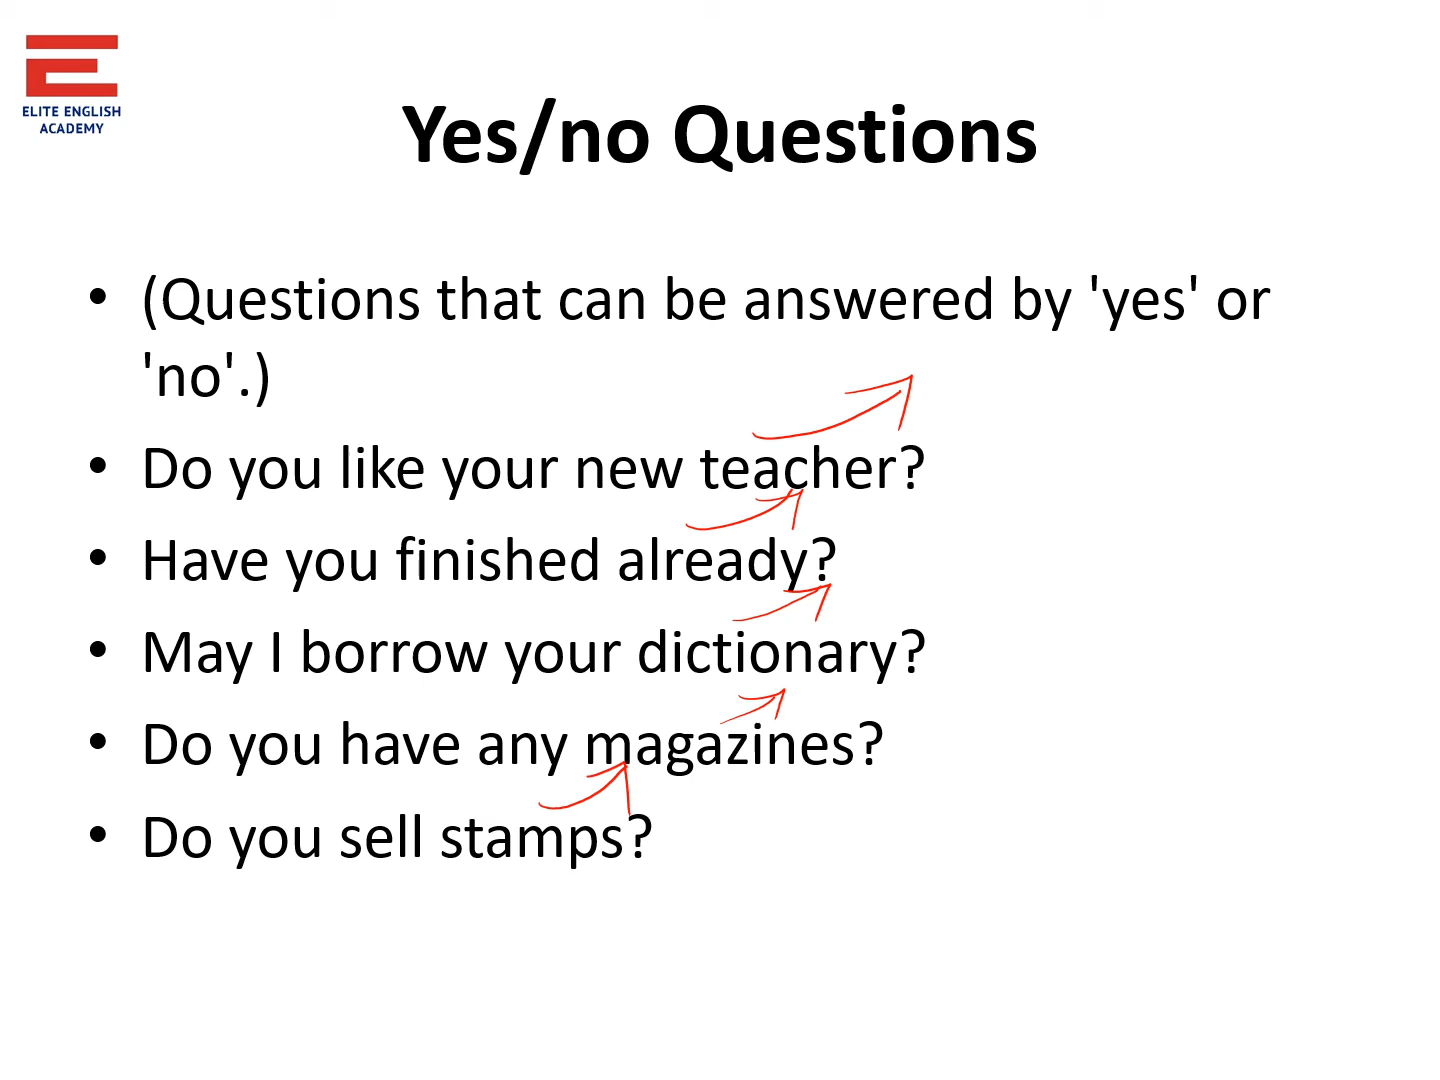 ELITE ENGLISH
ACADEMY
Yes/no Questions
• (Questions that can be answered by 'yes' or
'no'.)
• Do you like your new teacher?
• Have you finished already?
• May I borrow your dictionary?
• Do you have any magazines?
• Do you sell stamps?